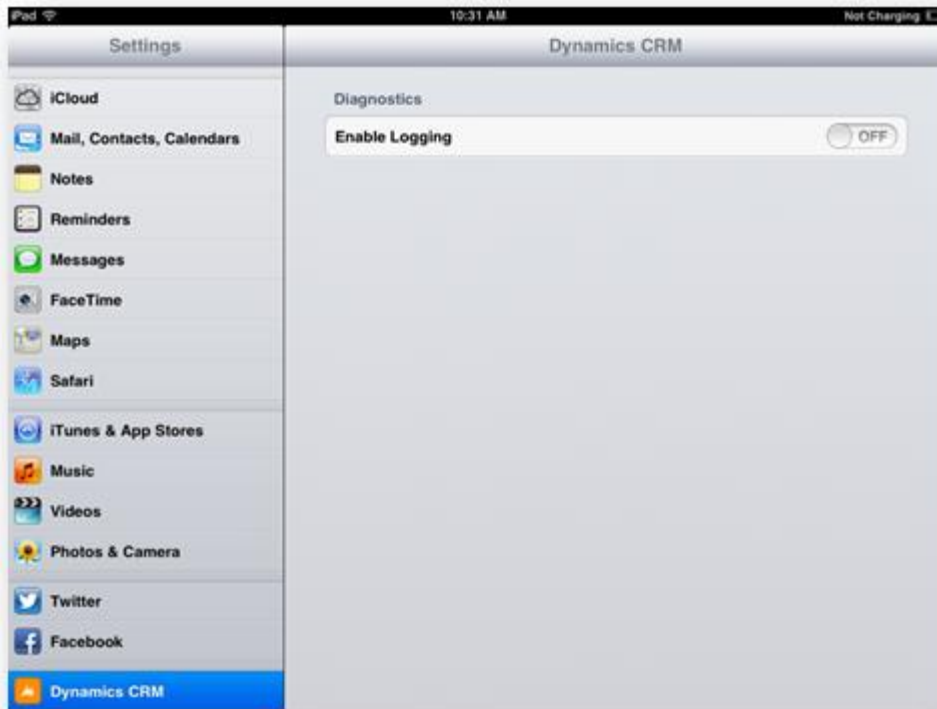 iPad
10:31 AM
Not Charging
Settings
Dynamics CRM
iCloud
Mail, Contacts, Calendars
Notes
Reminders
Messages
FaceTime
Maps
Safari
iTunes & App Stores
Music
Videos
Photos & Camera
Twitter
Facebook
Dynamics CRM
Diagnostics
Enable Logging
OFF